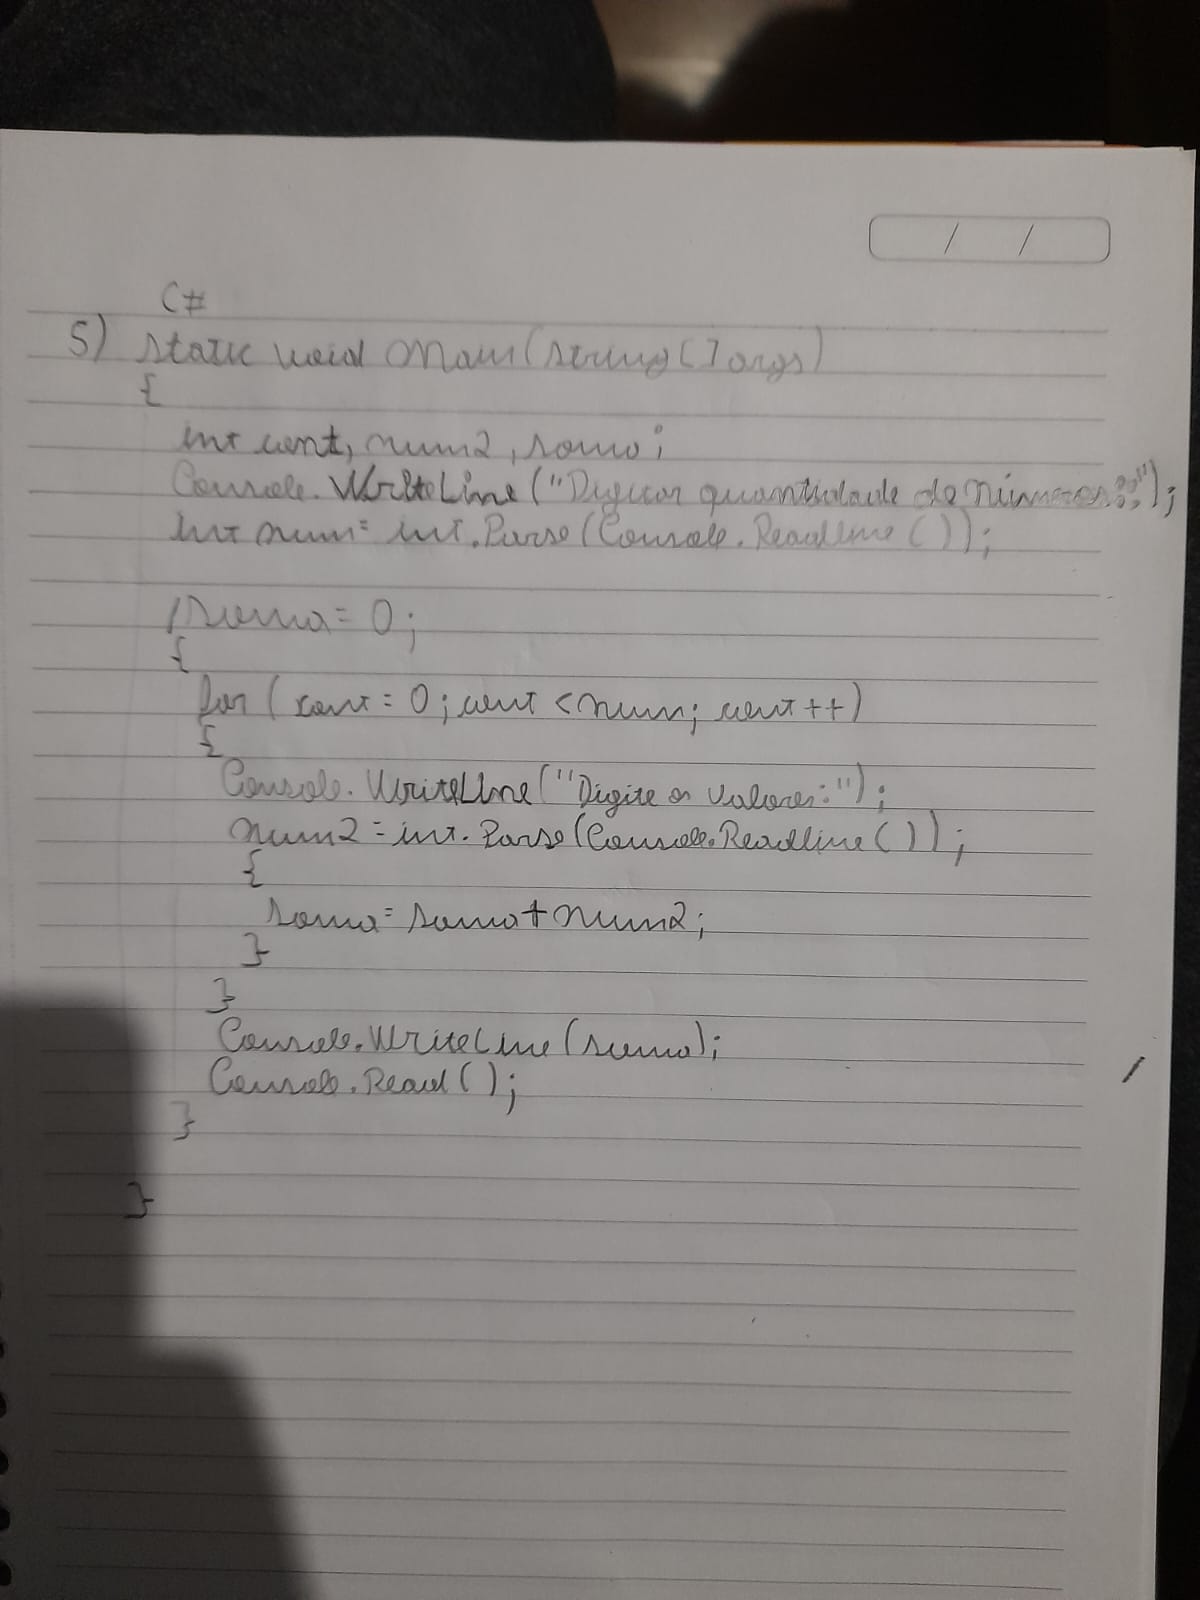 / /
C#
5) static void Main(string[] args)
{
int cont, num2, soma;
Console.WriteLine("Digitar quantidade de números:");
int num= int.Parse(Console.Readline());
soma= 0;
{
for (cont = 0; cont < num; cont ++)
{
Console.WriteLine("Digite os valores:");
num2 = int.Parse(Console.Readline());
{
soma= soma+num2;
}
}
Console.WriteLine(soma);
Console.Read();
}
}